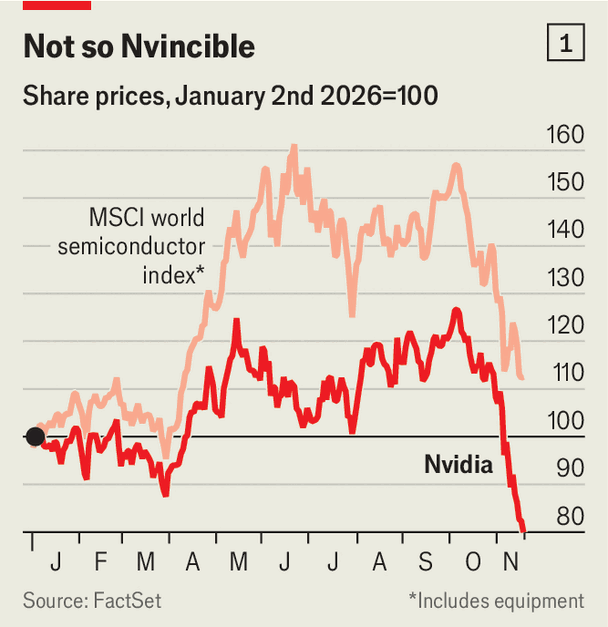 Not so Nvincible
1
Share prices, January 2nd 2026=100
160
150
MSCI world
semiconductor
index*
140
130
120
110
100
Nvidia
90
80
J F M A M J J A S O N
Source: FactSet
*Includes equipment